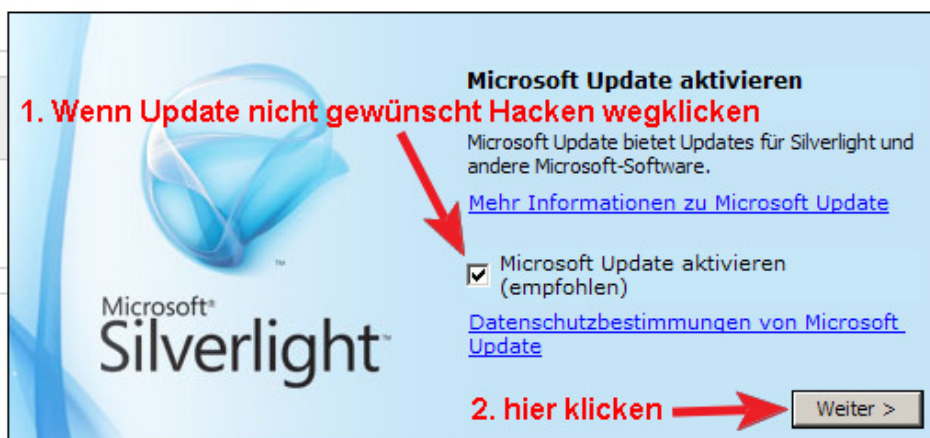 Microsoft Update aktivieren
1. Wenn Update nicht gewünscht Hacken wegklicken
Microsoft Update bietet Updates für Silverlight und
andere Microsoft-Software.
Mehr Informationen zu Microsoft Update
Microsoft Update aktivieren
(empfohlen)
Datenschutzbestimmungen von Microsoft
Update
Microsoft®
Silverlight™
TM
2. hier klicken
Weiter >